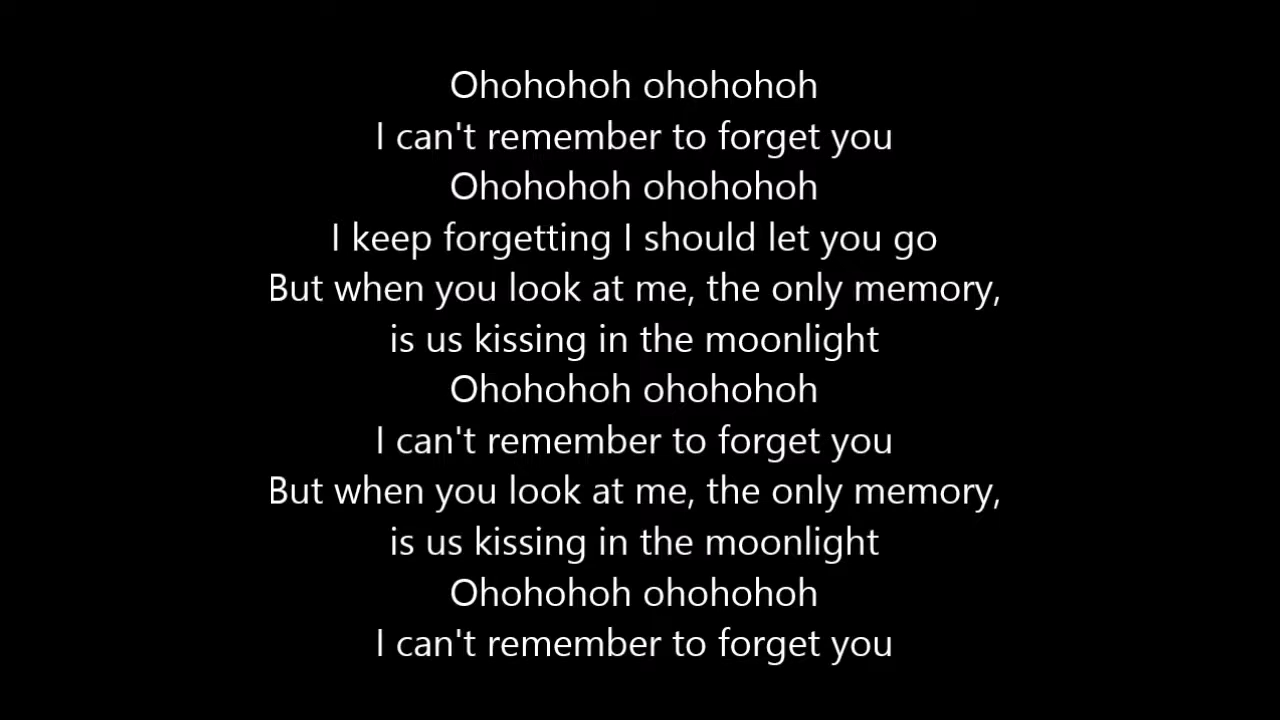 Ohohohoh ohohohoh
I can't remember to forget you
Ohohohoh ohohohoh
I keep forgetting I should let you go
But when you look at me, the only memory,
is us kissing in the moonlight
Ohohohoh ohohohoh
I can't remember to forget you
But when you look at me, the only memory,
is us kissing in the moonlight
Ohohohoh ohohohoh
I can't remember to forget you